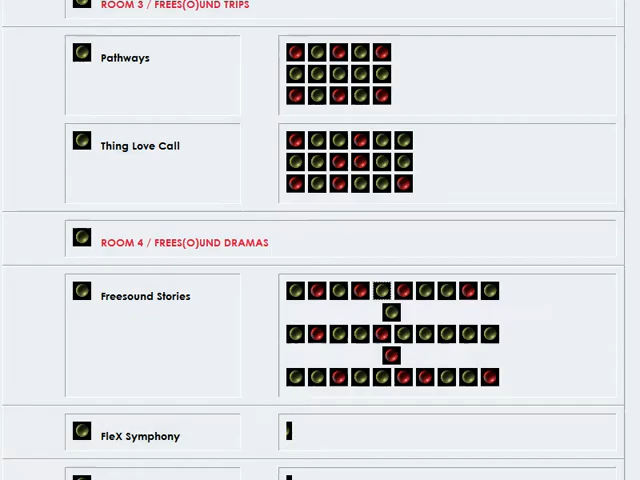 ROOM 3 / FREES(O)UND TRIPS
Pathways
Thing Love Call
ROOM 4 / FREES(O)UND DRAMAS
Freesound Stories
FleX Symphony